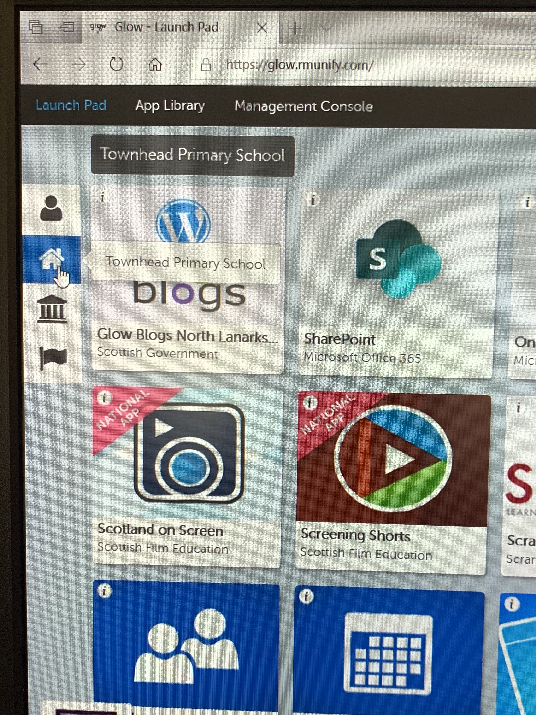 Glow - Launch Pad
https://glow.rmunify.com/
Launch Pad App Library Management Console
Townhead Primary School
Townhead Primary School
blogs
Glow Blogs North Lanarks...
Scottish Government
S
SharePoint
Microsoft Office 365
On
Micr
NATIONAL
APP
Scotland on Screen
Scottish Film Education
NATIONAL
APP
Screening Shorts
Scottish Film Education
S
LEARN
Scra
Scrar